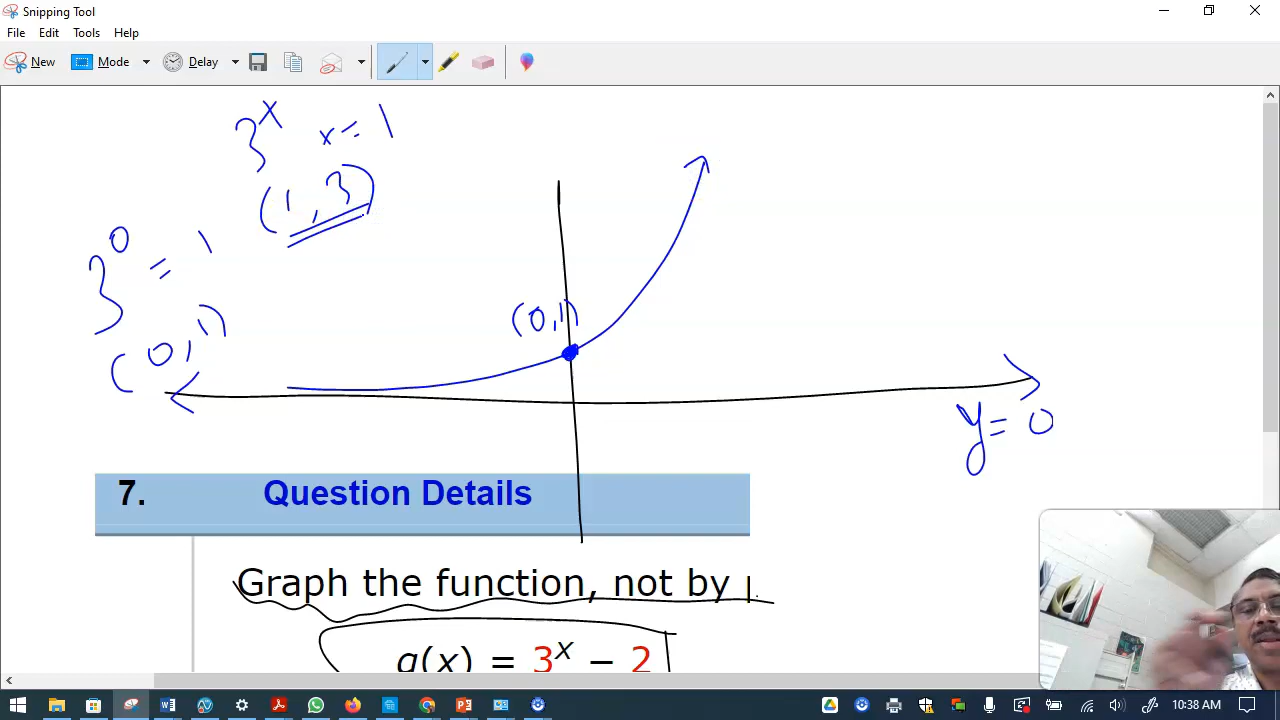 Snipping Tool
File Edit Tools Help
New Mode Delay
3^x x = 1
(1, 3)
3^0 = 1
(0, 1)
(0, 1)
y = 0
7. Question Details
Graph the function, not by
g(x) = 3^x − 2
10:38 AM